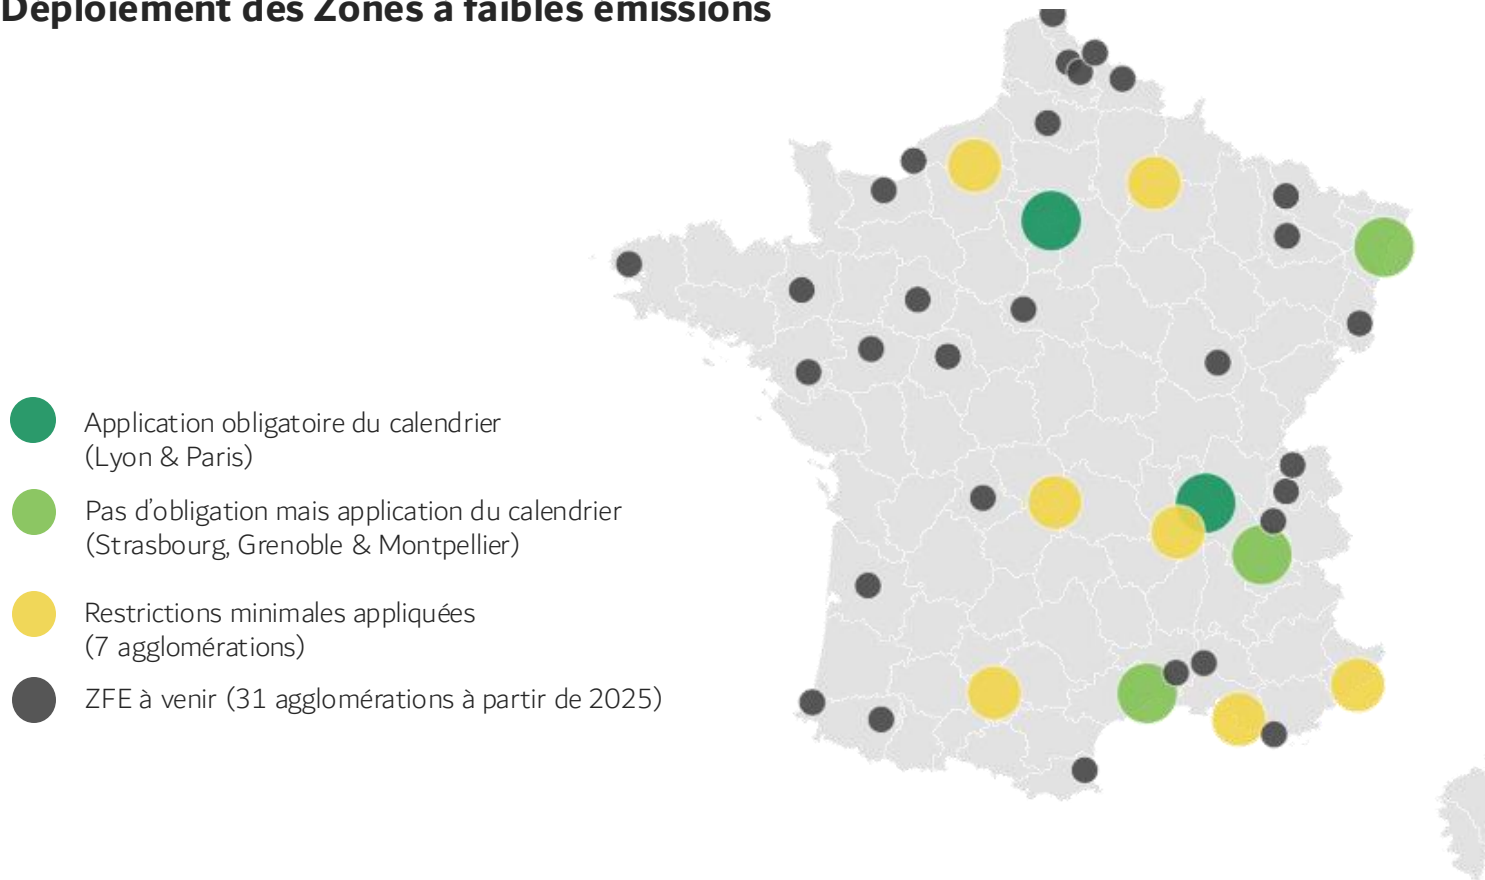 Déploiement des Zones à faibles émissions
Application obligatoire du calendrier
(Lyon & Paris)
Pas d’obligation mais application du calendrier
(Strasbourg, Grenoble & Montpellier)
Restrictions minimales appliquées
(7 agglomérations)
ZFE à venir (31 agglomérations à partir de 2025)